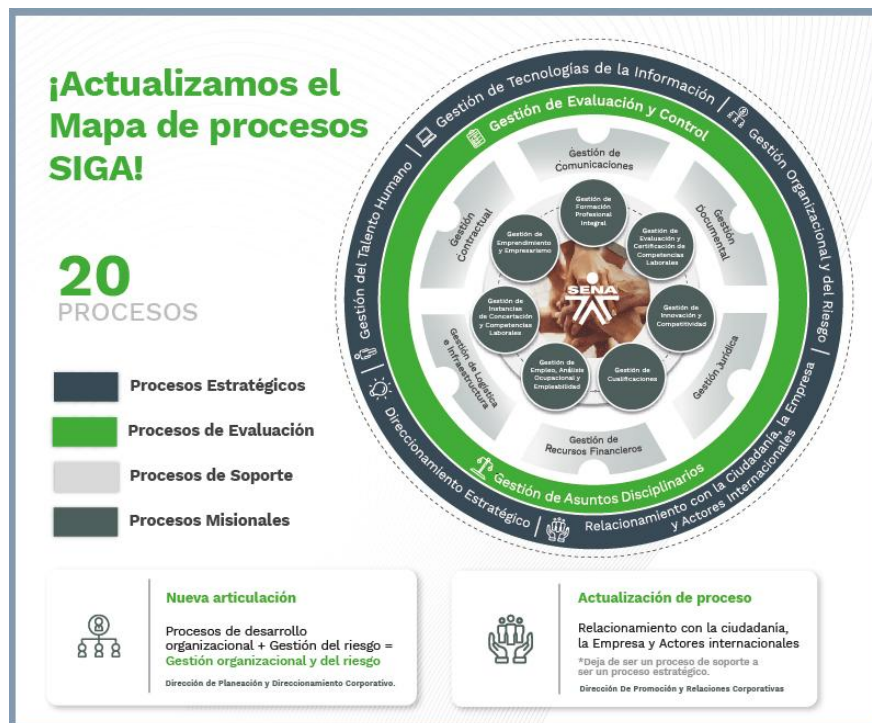 ¡Actualizamos el
Mapa de procesos
SIGA!
20
PROCESOS
Procesos Estratégicos
Procesos de Evaluación
Procesos de Soporte
Procesos Misionales
Gestión de Tecnologías de la Información
Gestión Organizacional y del Riesgo
Relacionamiento con la Ciudadanía, la Empresa
y Actores Internacionales
Direccionamiento Estratégico
Gestión del Talento Humano
Gestión de Evaluación y Control
Gestión de Asuntos Disciplinarios
Gestión de
Comunicaciones
Gestión
Documental
Gestión Jurídica
Gestión de
Recursos Financieros
Gestión de Logística
e Infraestructura
Gestión
Contractual
Gestión de
Formación
Profesional
Integral
Gestión de
Evaluación y
Certificación de
Competencias
Laborales
Gestión de
Innovación y
Competitividad
Gestión de
Cualificaciones
Gestión de
Empleo, Análisis
Ocupacional y
Empleabilidad
Gestión de
Instancias
de Concertación
y Competencias
Laborales
Gestión de
Emprendimiento
y Empresarismo
SENA
Nueva articulación
Procesos de desarrollo
organizacional + Gestión del riesgo =
Gestión organizacional y del riesgo
Dirección de Planeación y Direccionamiento Corporativo.
Actualización de proceso
Relacionamiento con la ciudadanía,
la Empresa y Actores internacionales
*Deja de ser un proceso de soporte a
ser un proceso estratégico.
Dirección De Promoción y Relaciones Corporativas